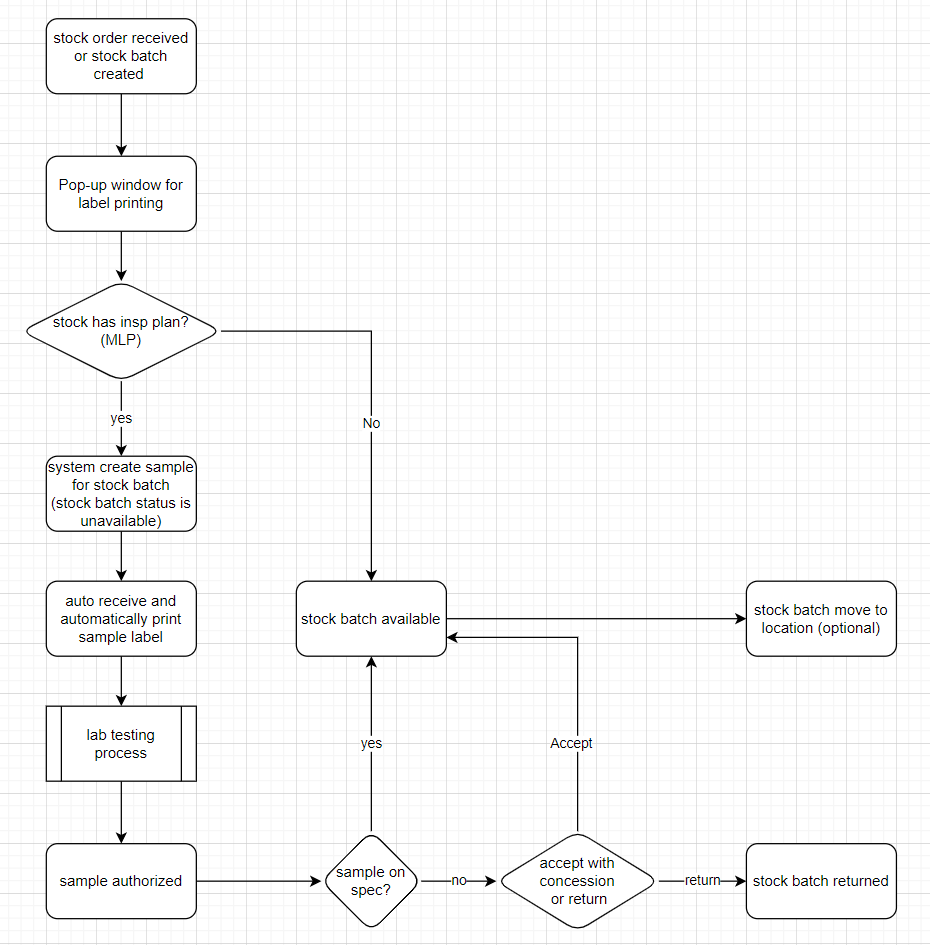 stock order received
or stock batch
created
Pop-up window for
label printing
stock has insp plan?
(MLP)
yes
No
system create sample
for stock batch
(stock batch status is
unavailable)
auto receive and
automatically print
sample label
stock batch available
stock batch move to
location (optional)
lab testing
process
yes
Accept
sample authorized
sample on
spec?
no
accept with
concession
or return
return
stock batch returned